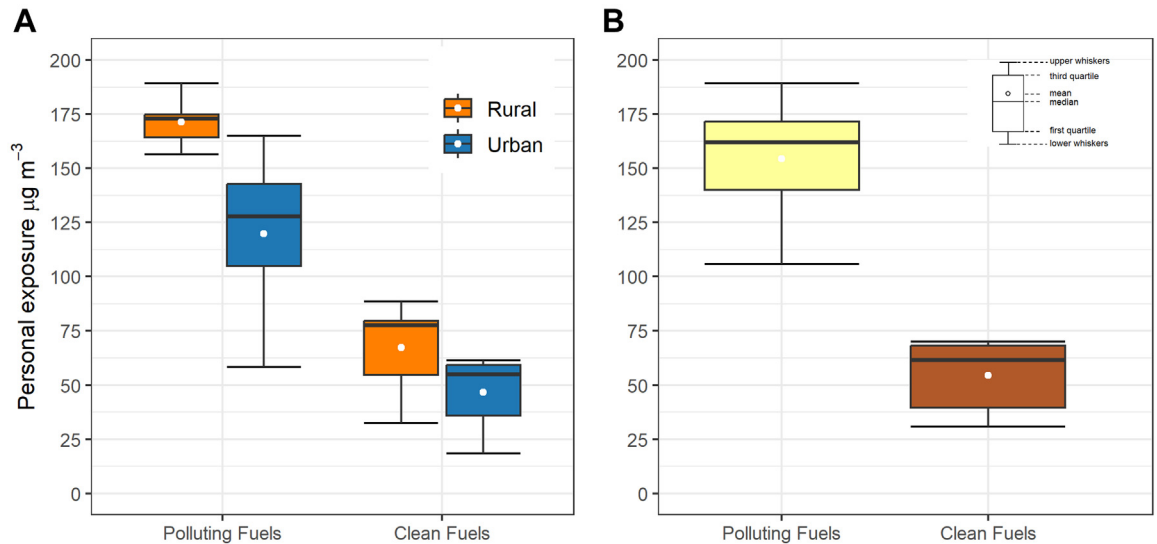 A
Personal exposure μg m⁻³
200
175
150
125
100
75
50
25
0
Rural
Urban
Polluting Fuels
Clean Fuels
B
200
175
150
125
100
75
50
25
0
upper whiskers
third quartile
mean
median
first quartile
lower whiskers
Polluting Fuels
Clean Fuels